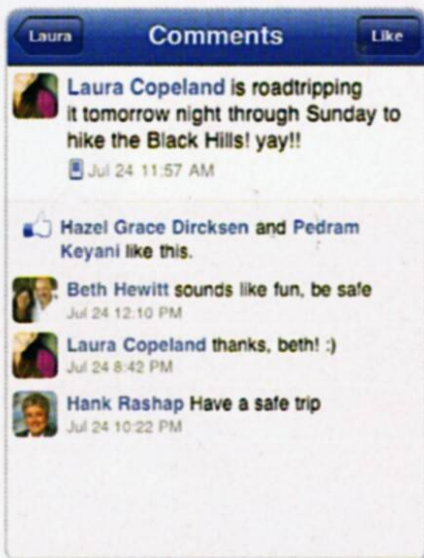 Laura
Comments
Like
Laura Copeland is roadtripping
it tomorrow night through Sunday to
hike the Black Hills! yay!!
Jul 24 11:57 AM
Hazel Grace Dircksen and Pedram
Keyani like this.
Beth Hewitt sounds like fun, be safe
Jul 24 12:10 PM
Laura Copeland thanks, beth! :)
Jul 24 8:42 PM
Hank Rashap Have a safe trip
Jul 24 10:22 PM